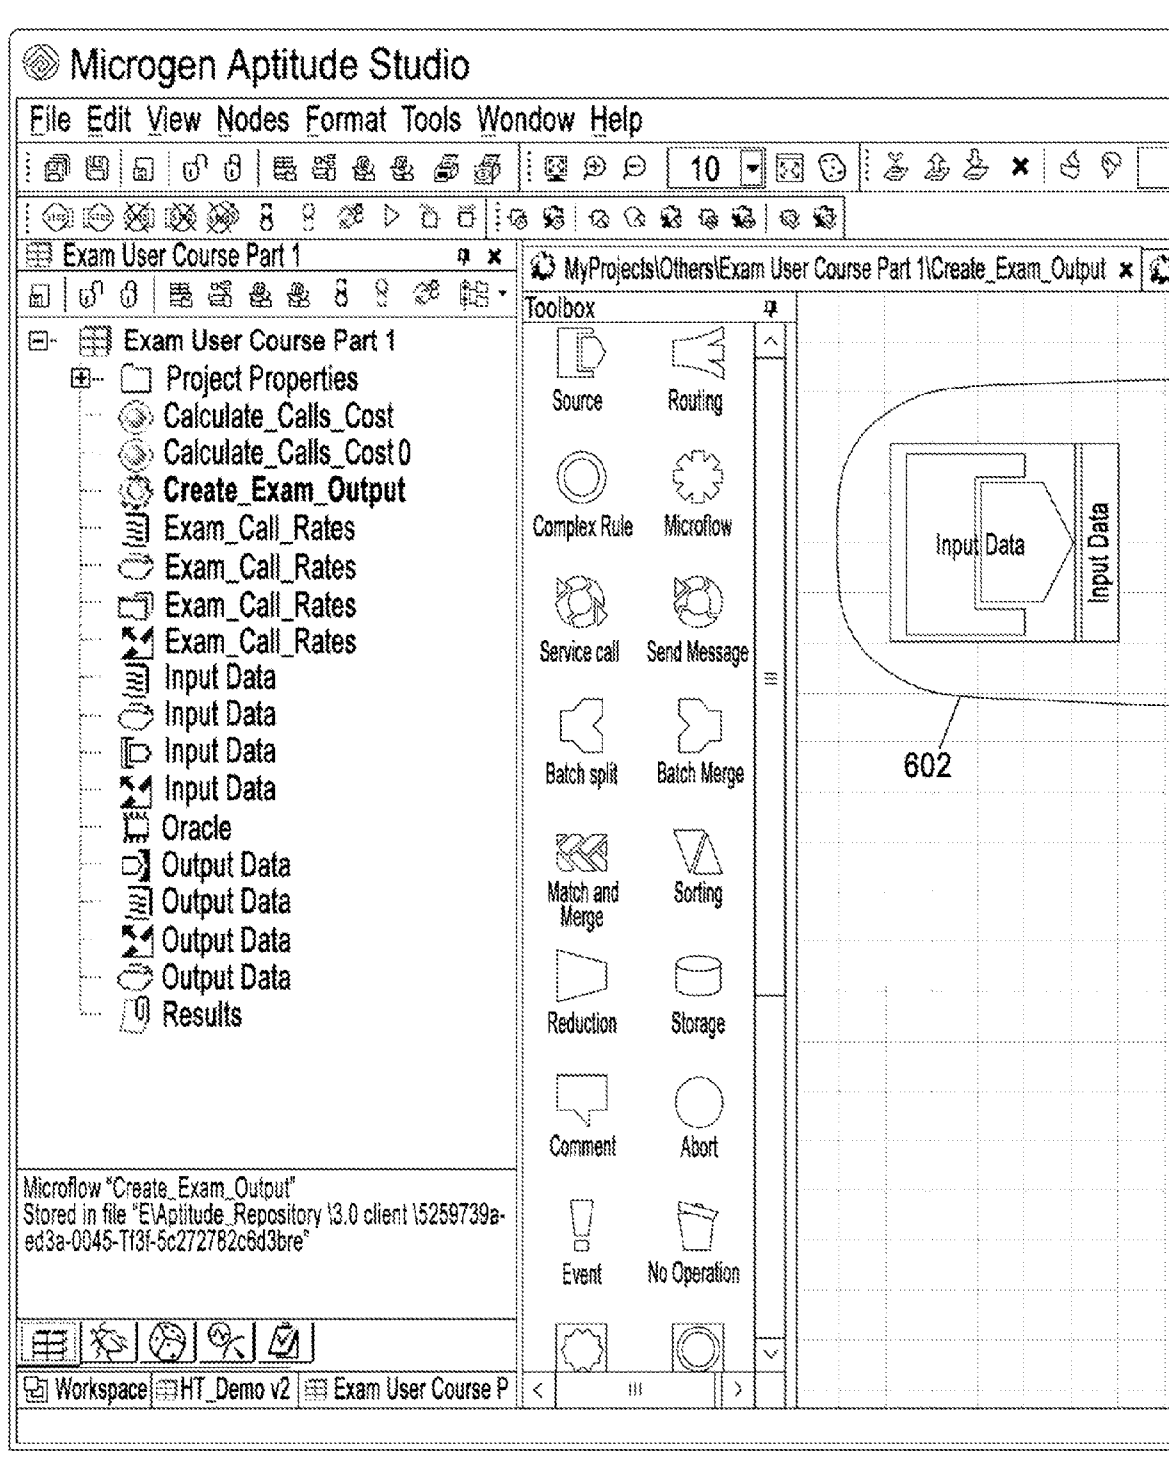 Microgen Aptitude Studio
File Edit View Nodes Format Tools Wondow Help
10
Exam User Course Part 1
MyProjects\Others\Exam User Course Part 1\Create_Exam_Output
Exam User Course Part 1
Project Properties
Calculate_Calls_Cost
Calculate_Calls_Cost 0
Create_Exam_Output
Exam_Call_Rates
Exam_Call_Rates
Exam_Call_Rates
Exam_Call_Rates
Input Data
Input Data
Input Data
Input Data
Oracle
Output Data
Output Data
Output Data
Output Data
Results
Microflow "Create_Exam_Output"
Stored in file "E\Aptitude_Repository \3.0 client \5259739a-
ed3a-0045-Tf3f-5c272782c6d3bre"
Workspace HT_Demo v2 Exam User Course P
Toolbox
Source Routing
Complex Rule Microflow
Service call Send Message
Batch split Batch Merge
Match and Merge Sorting
Reduction Storage
Comment Abort
Event No Operation
Input Data
Input Data
602